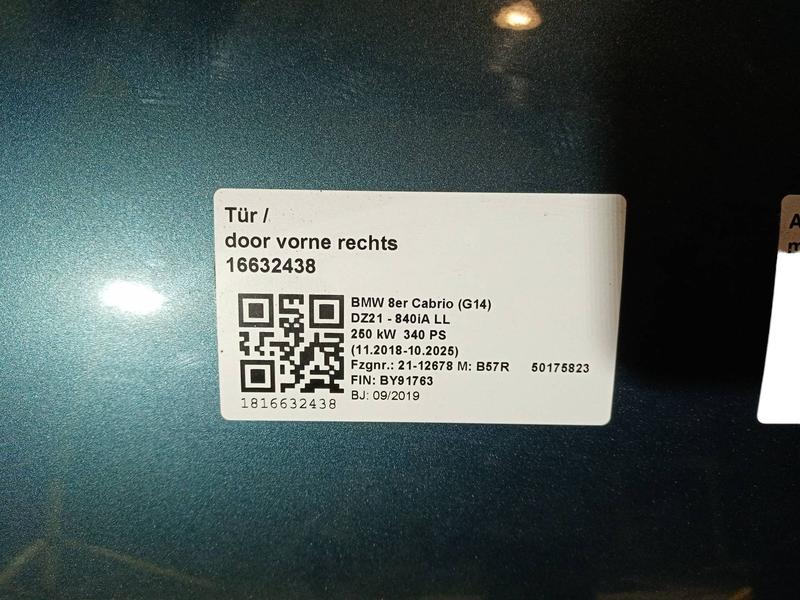 Tür /
door vorne rechts
16632438
BMW 8er Cabrio (G14)
DZ21 - 840iA LL
250 kW 340 PS
(11.2018-10.2025)
Fzgnr.: 21-12678 M: B57R 50175823
FIN: BY91763
BJ: 09/2019
1816632438